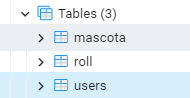 Tables (3)
mascota
roll
users